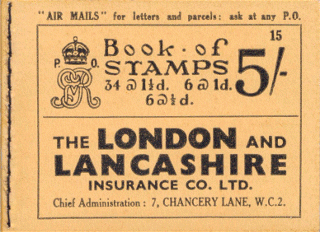 "AIR MAILS" for letters and parcels: ask at any P.O.
15
Book · of
P. O.
STAMPS
5/-
34 @ 1½d. 6 @ 1d.
6 @ ½d.
THE LONDON AND
LANCASHIRE
INSURANCE CO. LTD.
Chief Administration : 7, CHANCERY LANE, W.C.2.